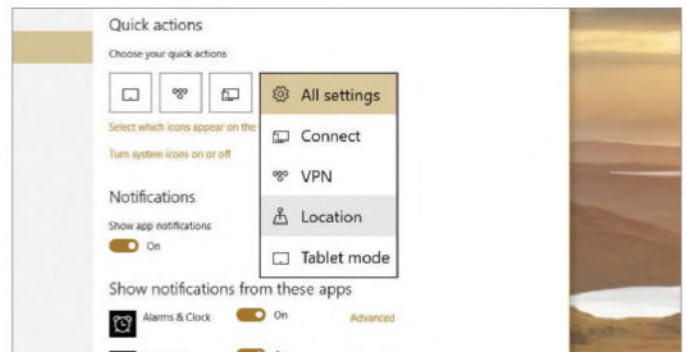 Quick actions
Choose your quick actions
All settings
Select which icons appear on the
Connect
Turn system icons on or off
VPN
Notifications
Location
Show app notifications
On
Tablet mode
Show notifications from these apps
Alarms & Clock On Advanced